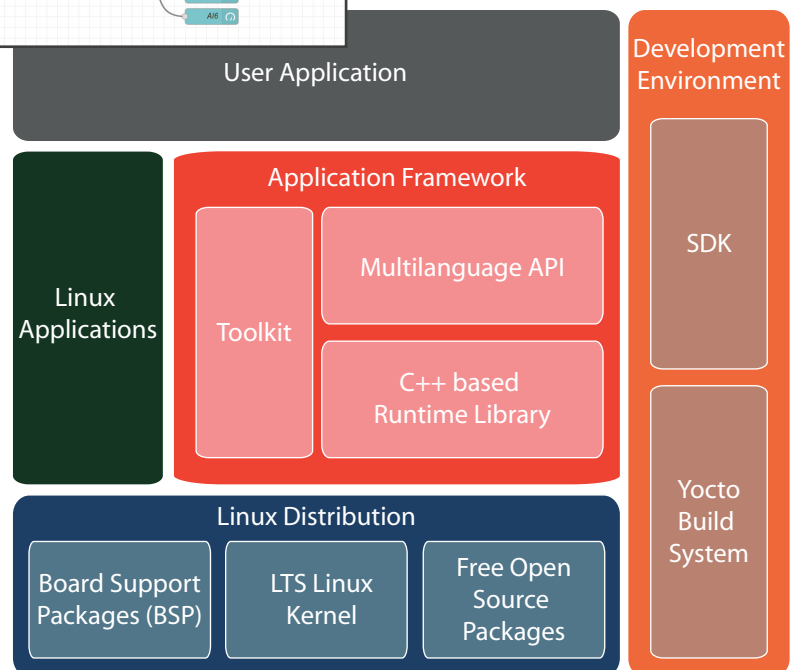 AI6
User Application
Development
Environment
Linux
Applications
Application Framework
Toolkit
Multilanguage API
C++ based
Runtime Library
SDK
Yocto
Build
System
Linux Distribution
Board Support
Packages (BSP)
LTS Linux
Kernel
Free Open
Source
Packages